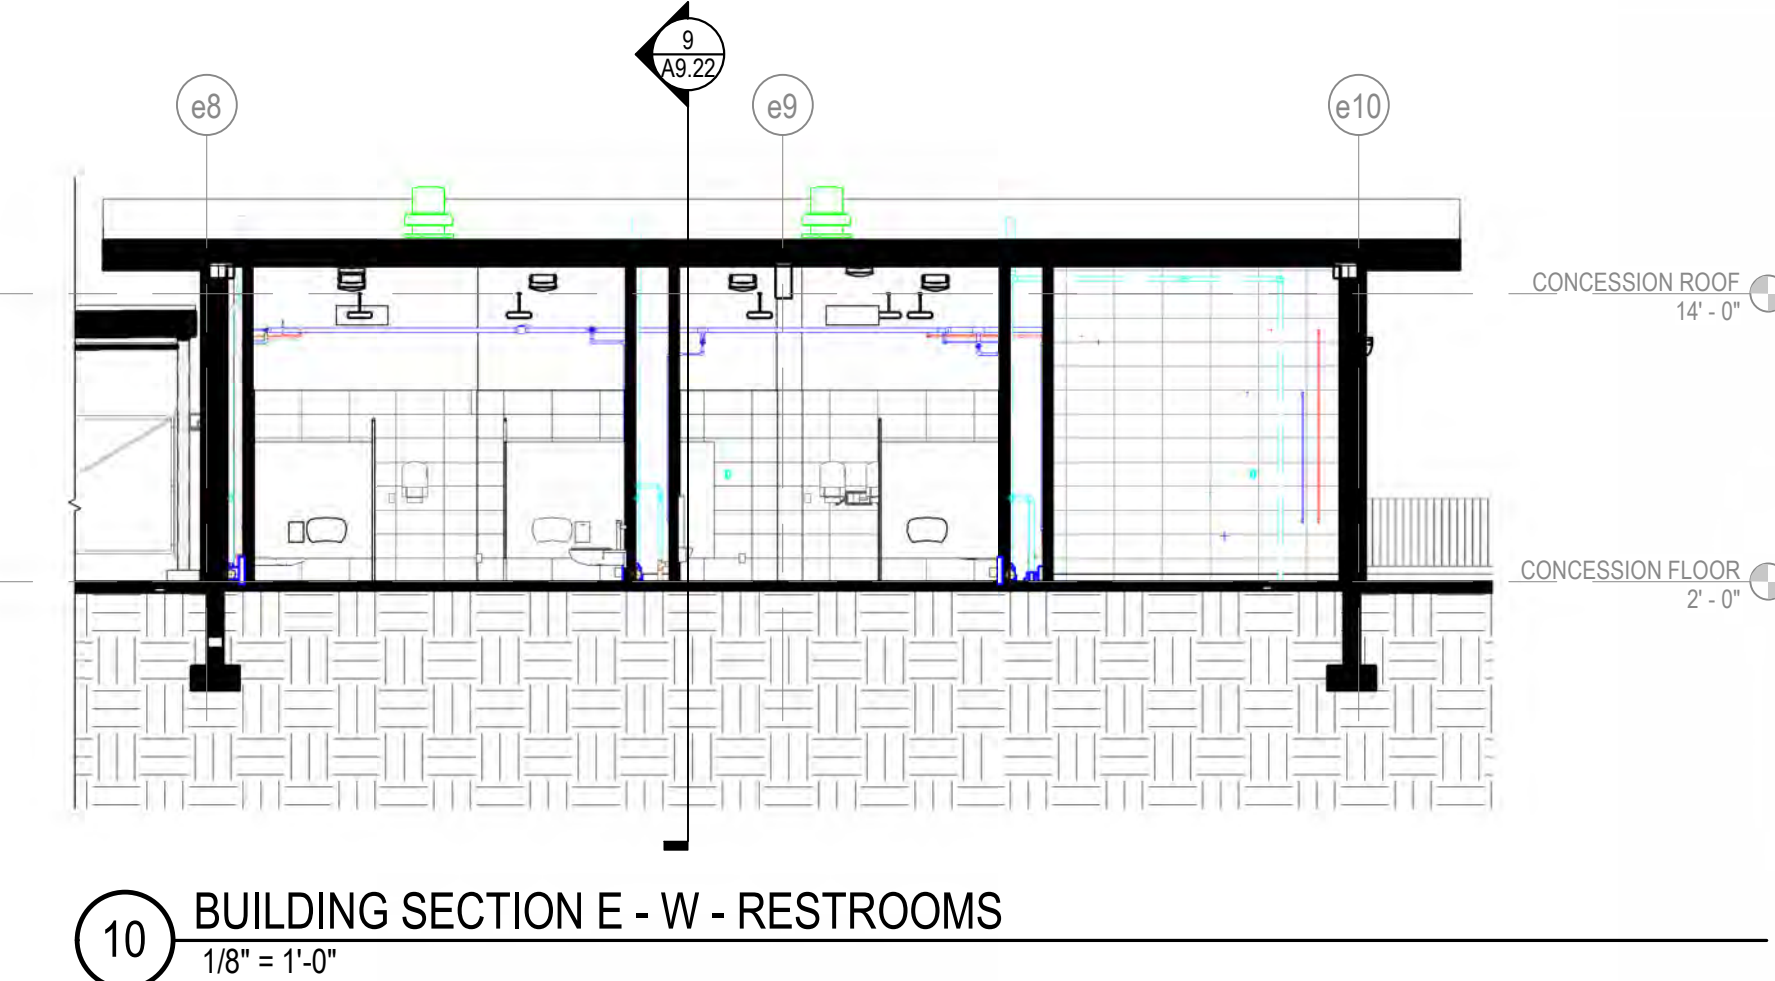 9
A9.22
e8
e9
e10
CONCESSION ROOF
14' - 0"
CONCESSION FLOOR
2' - 0"
10
BUILDING SECTION E - W - RESTROOMS
1/8" = 1'-0"